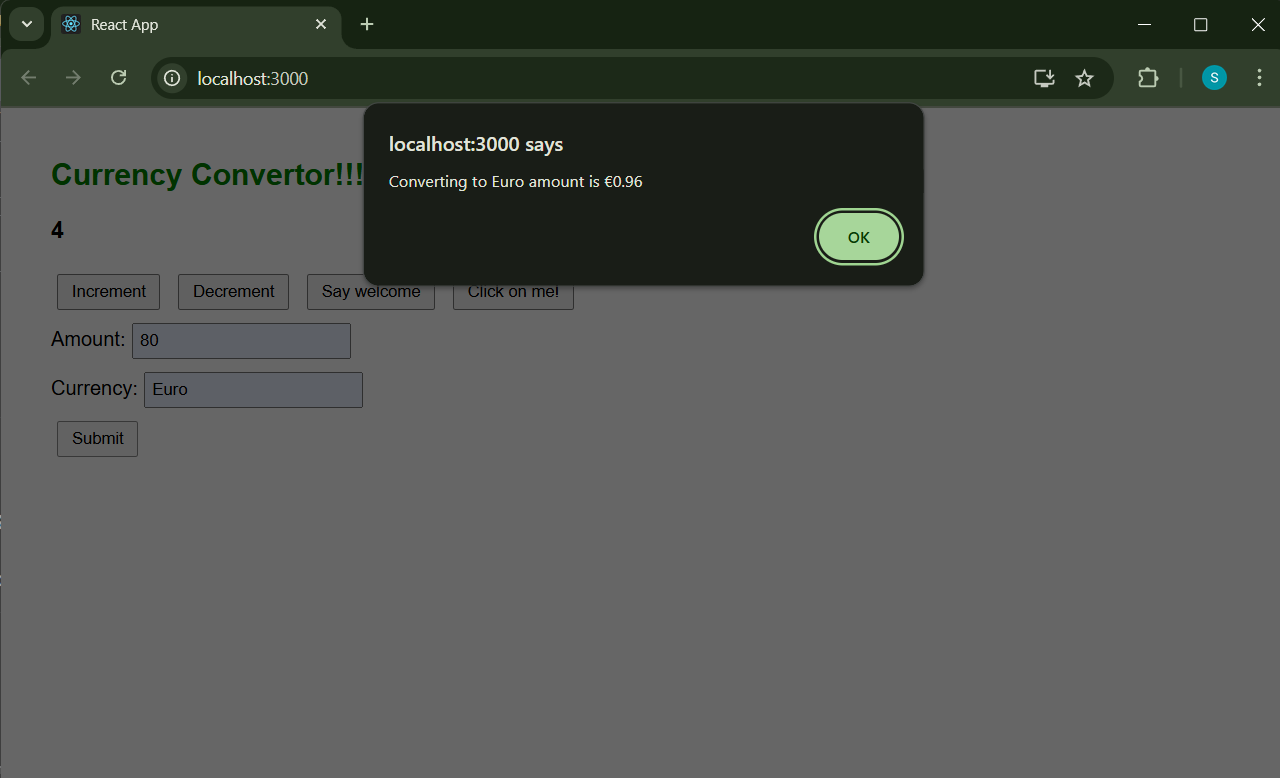 React App
localhost:3000
S
localhost:3000 says
Converting to Euro amount is €0.96
OK
Currency Convertor!!!
4
Increment Decrement Say welcome Click on me!
Amount: 80
Currency: Euro
Submit